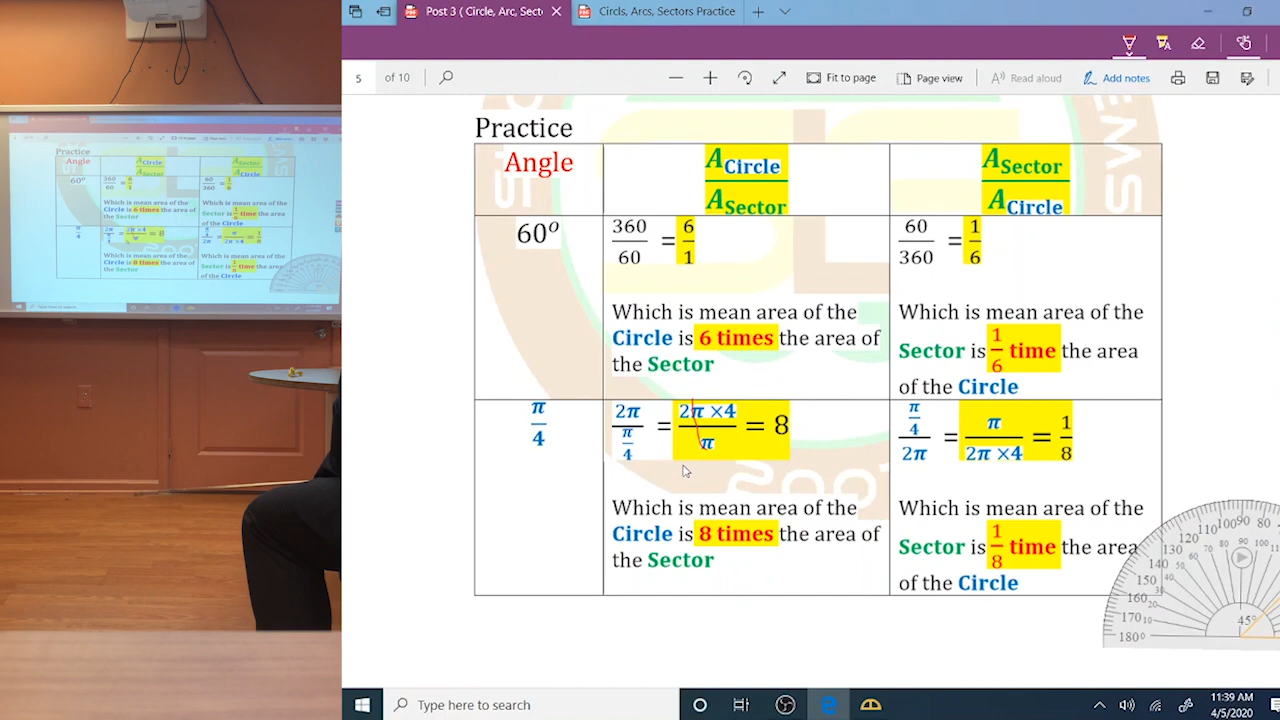 Post 3 ( Circle, Arc, Sect
Circls, Arcs, Sectors Practice
5 of 10
Fit to page
Page view
Read aloud
Add notes
Practice
Angle
A Circle
A Sector
A Sector
A Circle
60º
360/60 = 6/1
Which is mean area of the
Circle is 6 times the area of
the Sector
60/360 = 1/6
Which is mean area of the
Sector is 1/6 time the area
of the Circle
π/4
2π/(π/4) = (2π ×4)/π = 8
Which is mean area of the
Circle is 8 times the area of
the Sector
(π/4)/2π = π/(2π ×4) = 1/8
Which is mean area of the
Sector is 1/8 time the area
of the Circle
45°
Type here to search
11:39 AM
4/5/2020